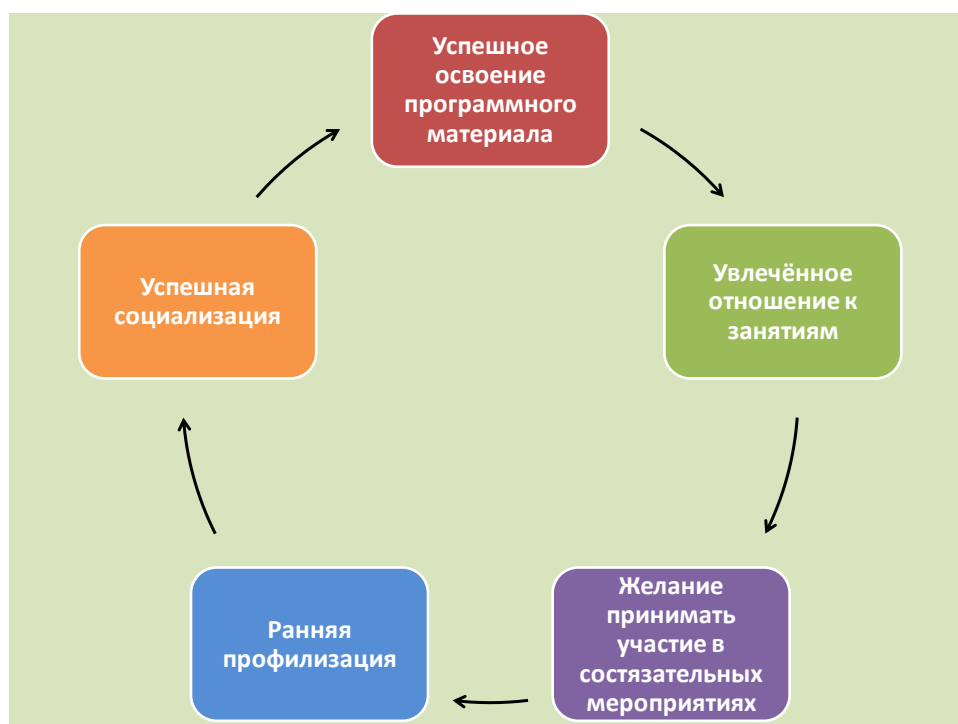 Успешное
освоение
программного
материала
Увлечённое
отношение к
занятиям
Желание
принимать
участие в
состязательных
мероприятиях
Ранняя
профилизация
Успешная
социализация